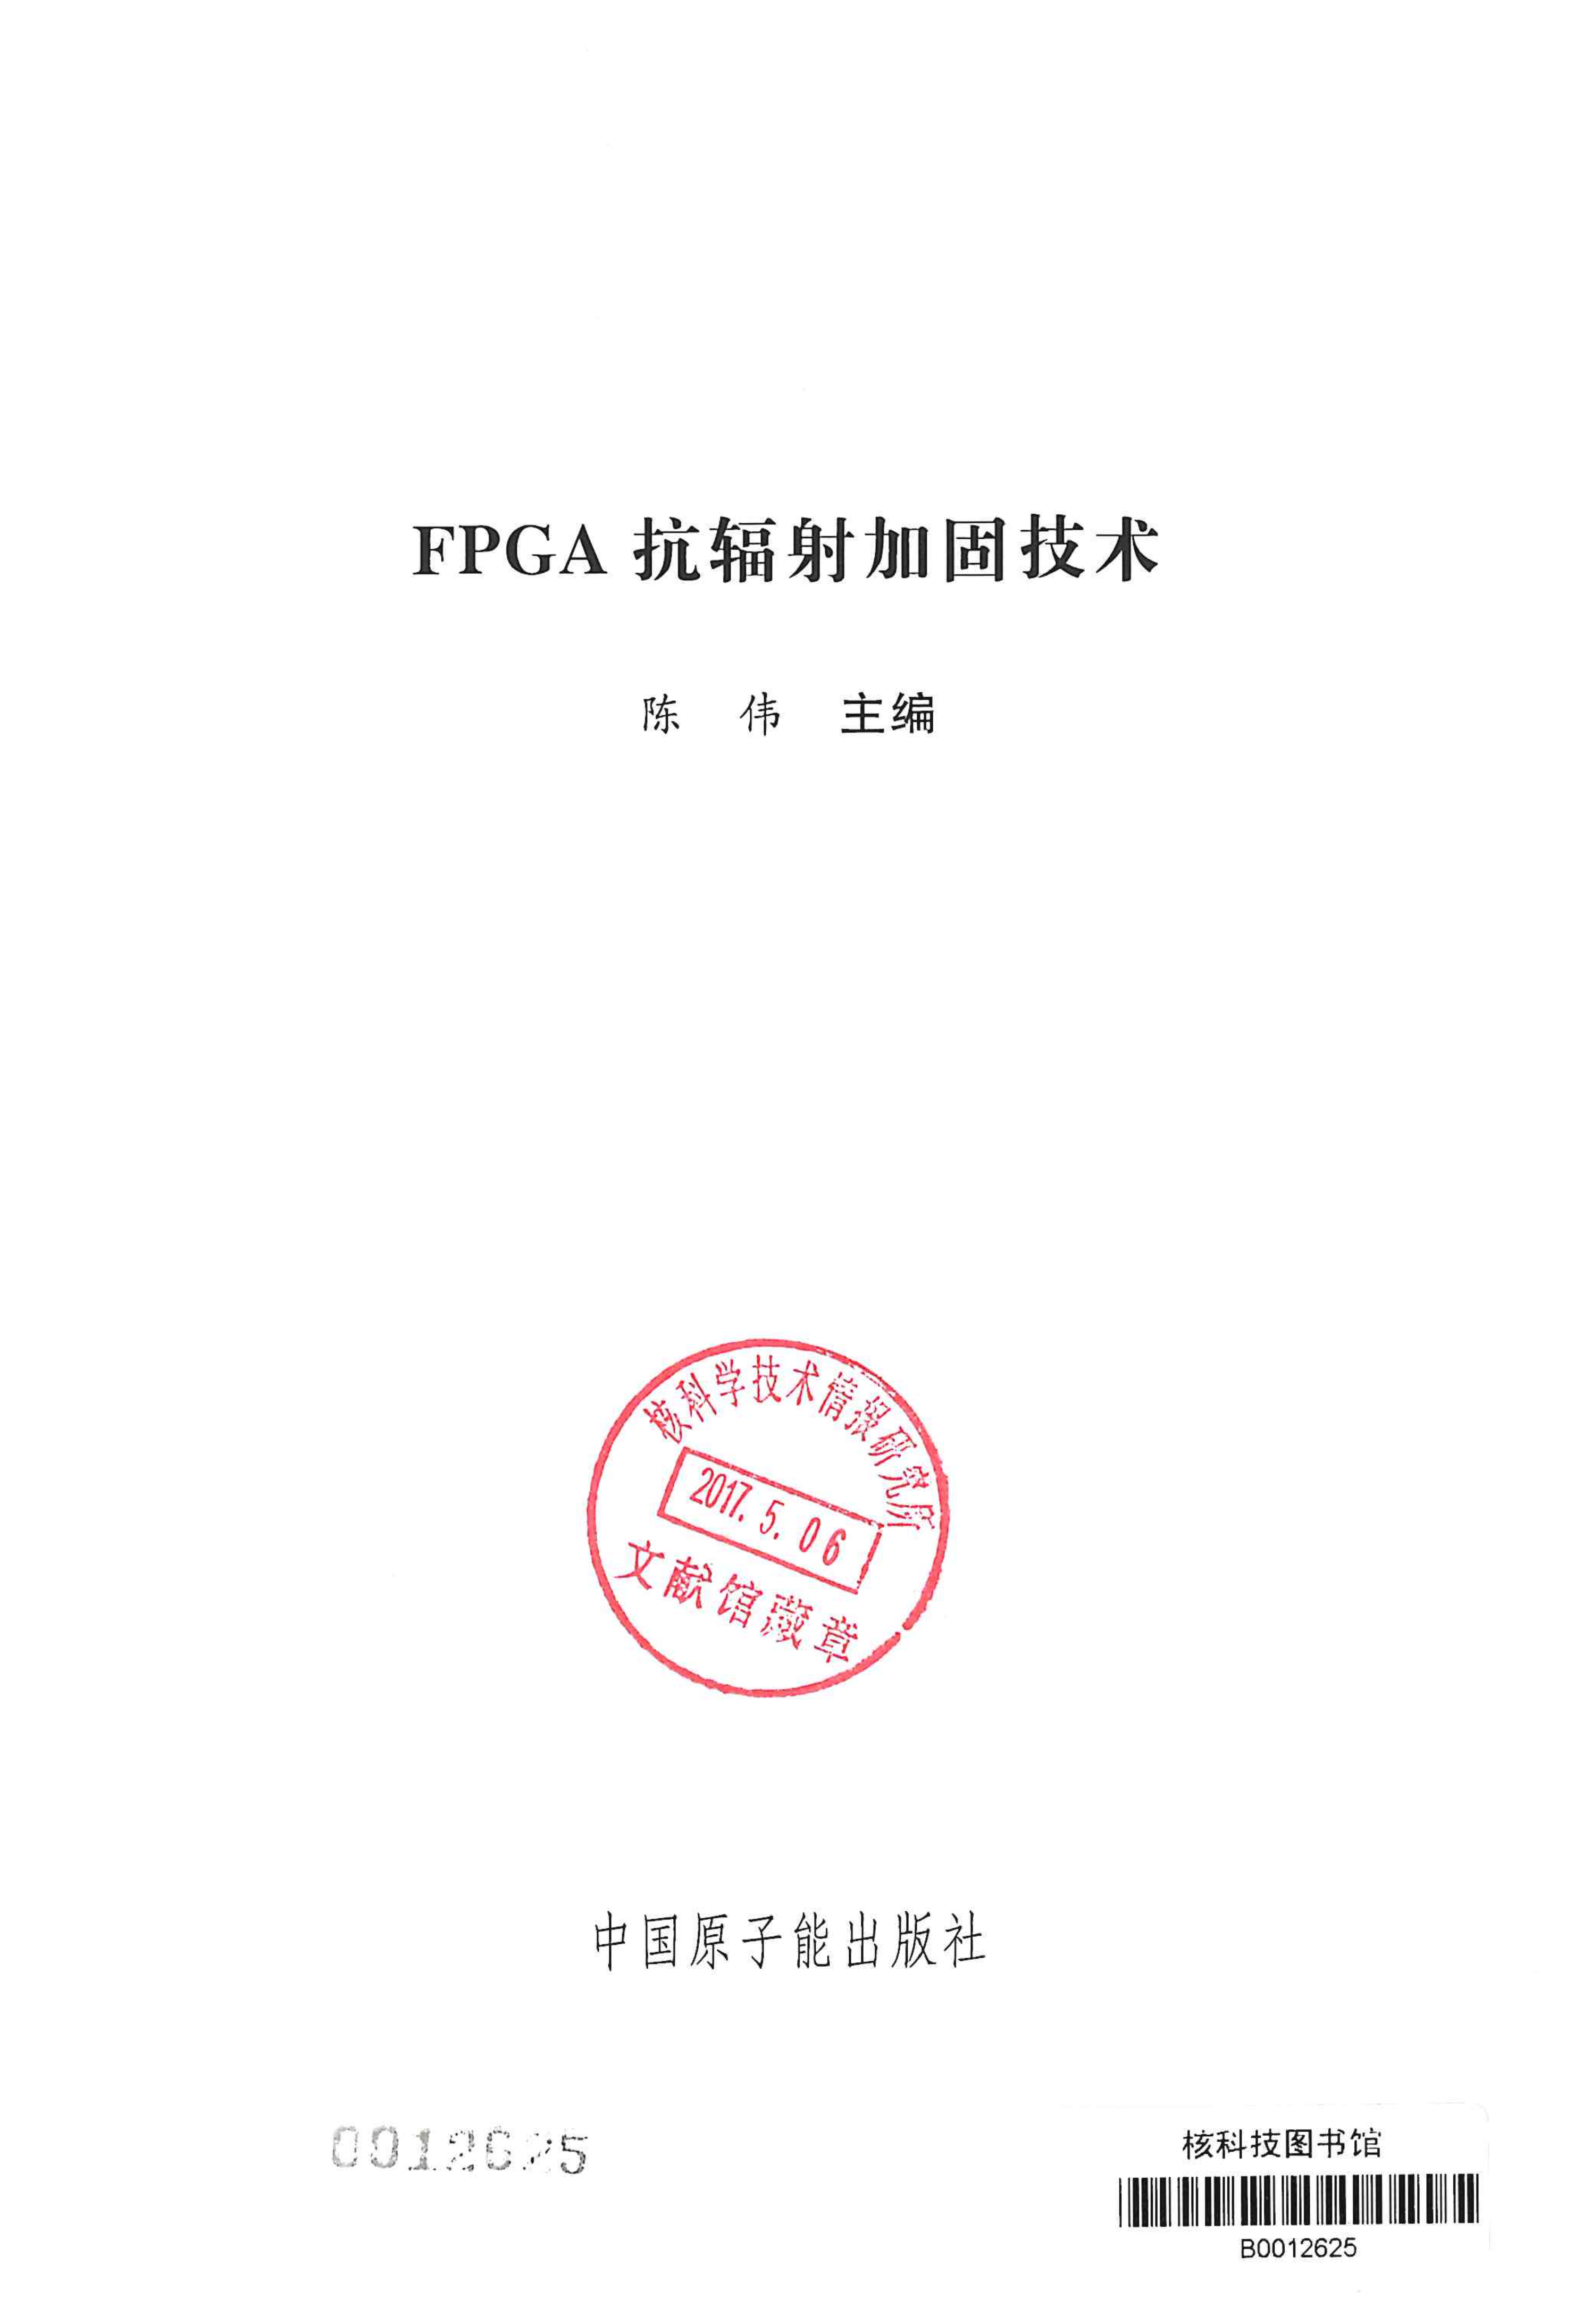 FPGA 抗辐射加固技术
陈 伟 主编
核科学技术情报研究所
2017. 5. 06
文献馆藏章
中国原子能出版社
0012625
核科技图书馆
B0012625